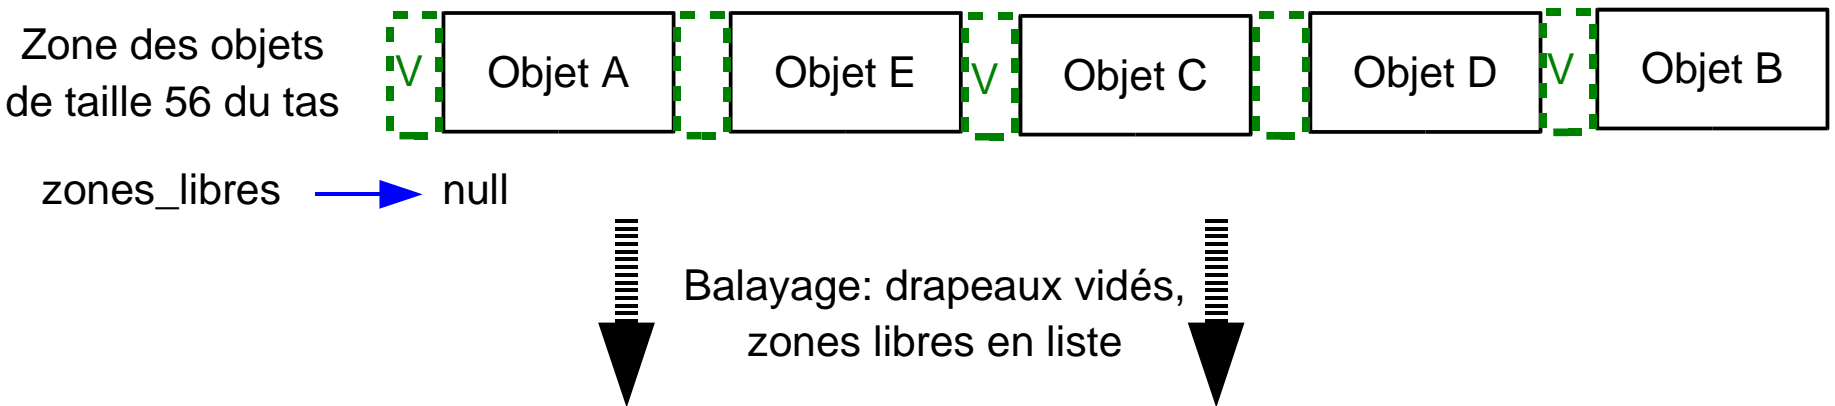 Zone des objets
de taille 56 du tas
V Objet A Objet E V Objet C Objet D V Objet B
zones_libres null
Balayage: drapeaux vidés,
zones libres en liste